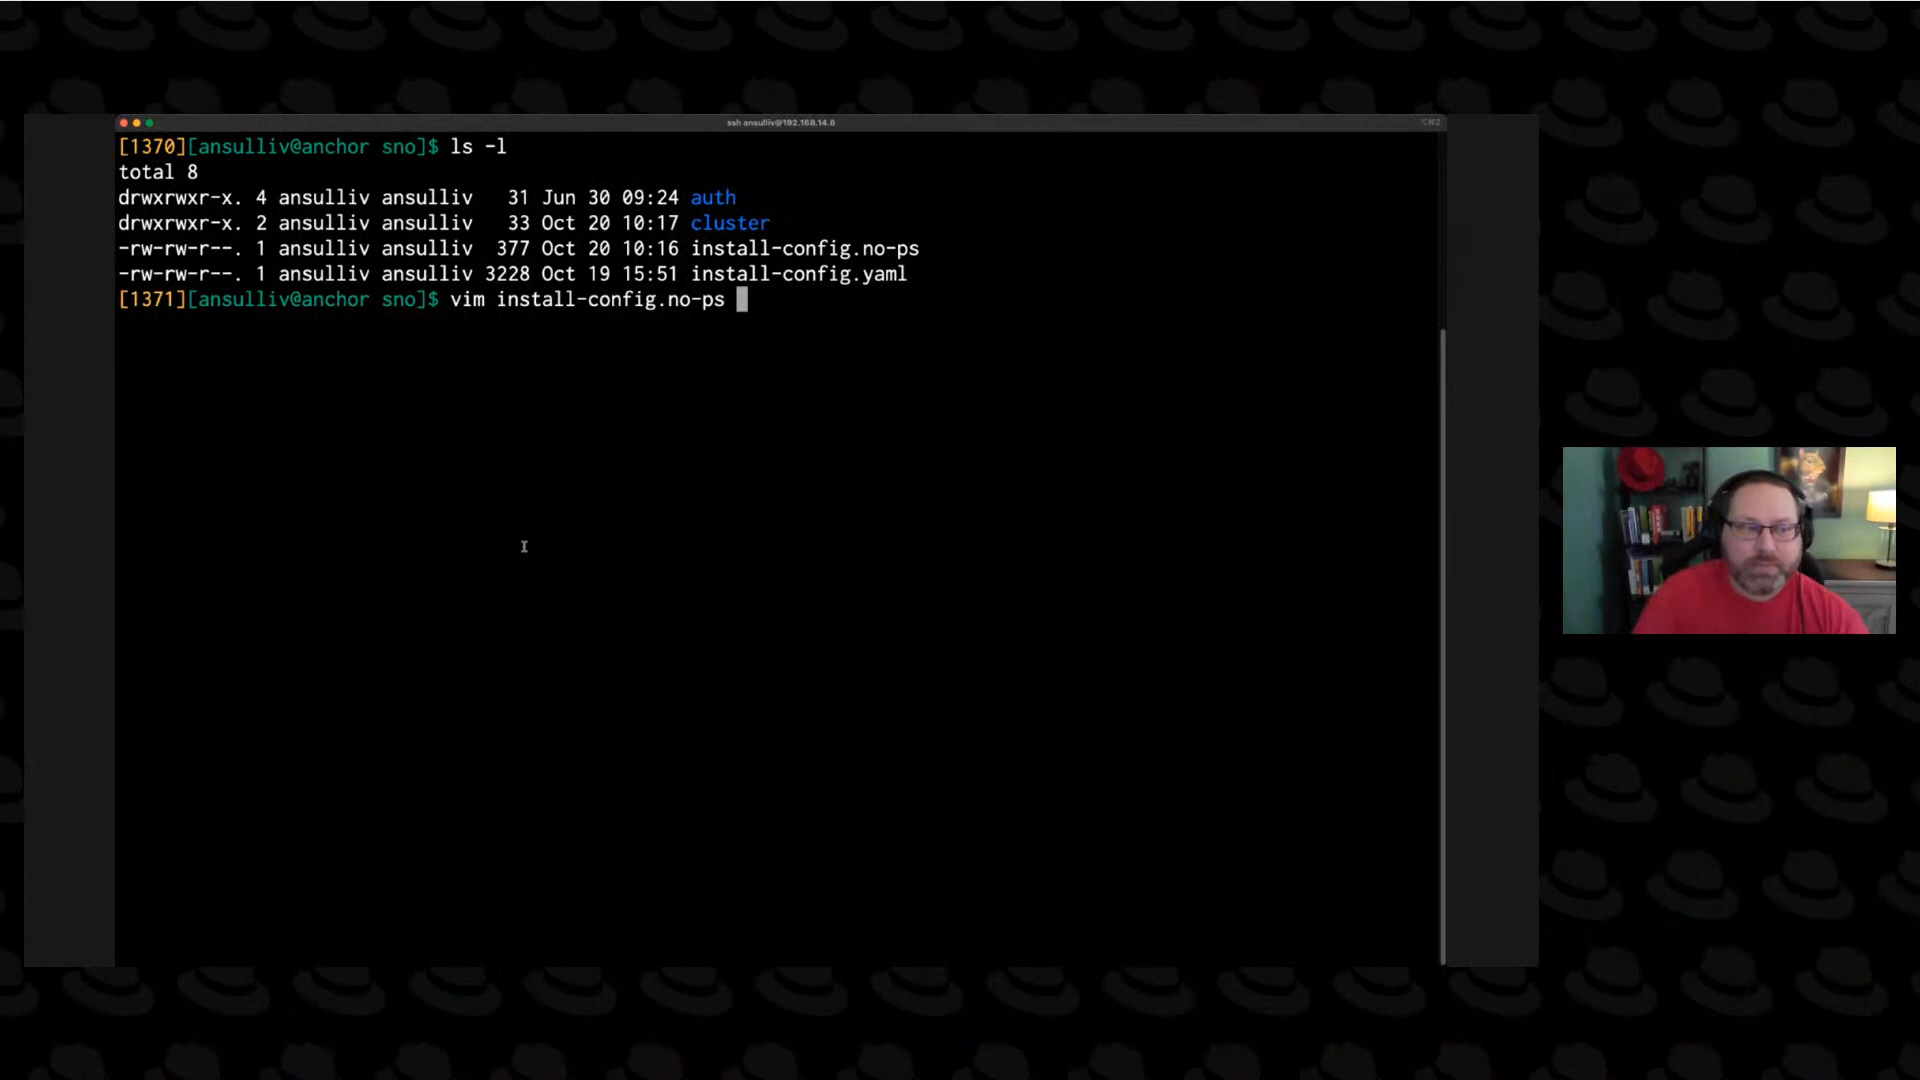 ssh ansulliv@192.168.14.6
⌥⌘2
[1370][ansulliv@anchor sno]$ ls -l
total 8
drwxrwxr-x. 4 ansulliv ansulliv   31 Jun 30 09:24 auth
drwxrwxr-x. 2 ansulliv ansulliv   33 Oct 20 10:17 cluster
-rw-rw-r--. 1 ansulliv ansulliv  377 Oct 20 10:16 install-config.no-ps
-rw-rw-r--. 1 ansulliv ansulliv 3228 Oct 19 15:51 install-config.yaml
[1371][ansulliv@anchor sno]$ vim install-config.no-ps